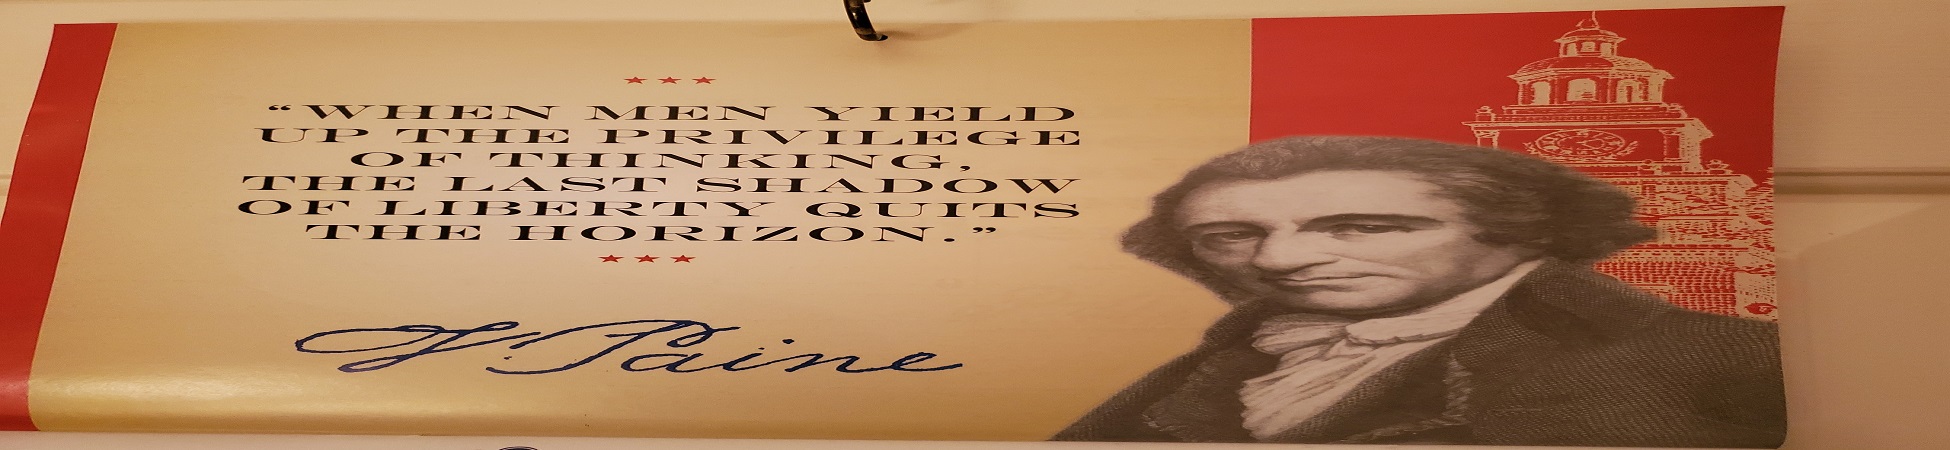 "WHEN MEN YIELD
UP THE PRIVILEGE
OF THINKING,
THE LAST SHADOW
OF LIBERTY QUITS
THE HORIZON."
T. Paine